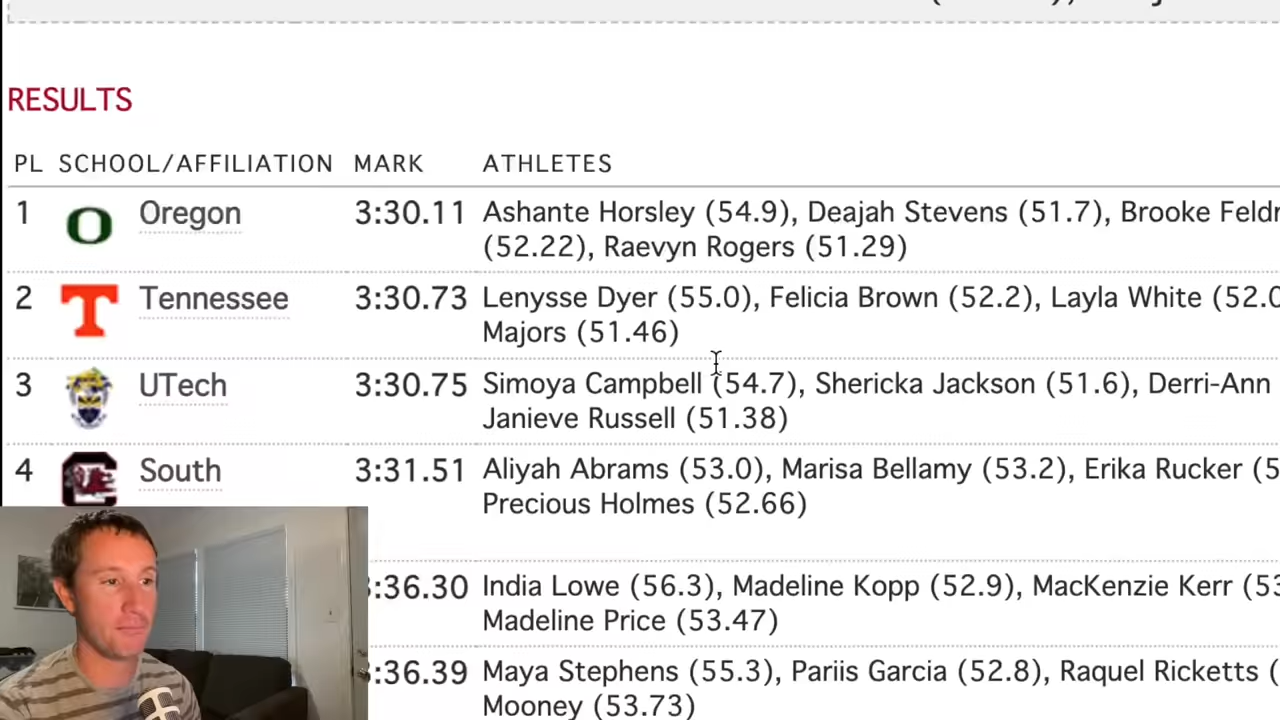 RESULTS
PL SCHOOL/AFFILIATION MARK ATHLETES
1 Oregon 3:30.11 Ashante Horsley (54.9), Deajah Stevens (51.7), Brooke
(52.22), Raevyn Rogers (51.29)
2 Tennessee 3:30.73 Lenysse Dyer (55.0), Felicia Brown (52.2), Layla White
Majors (51.46)
3 UTech 3:30.75 Simoya Campbell (54.7), Shericka Jackson (51.6), Derri-Ann
Janieve Russell (51.38)
4 South 3:31.51 Aliyah Abrams (53.0), Marisa Bellamy (53.2), Erika Rucker
Precious Holmes (52.66)
:36.30 India Lowe (56.3), Madeline Kopp (52.9), MacKenzie Kerr
Madeline Price (53.47)
:36.39 Maya Stephens (55.3), Pariis Garcia (52.8), Raquel Ricketts
Mooney (53.73)